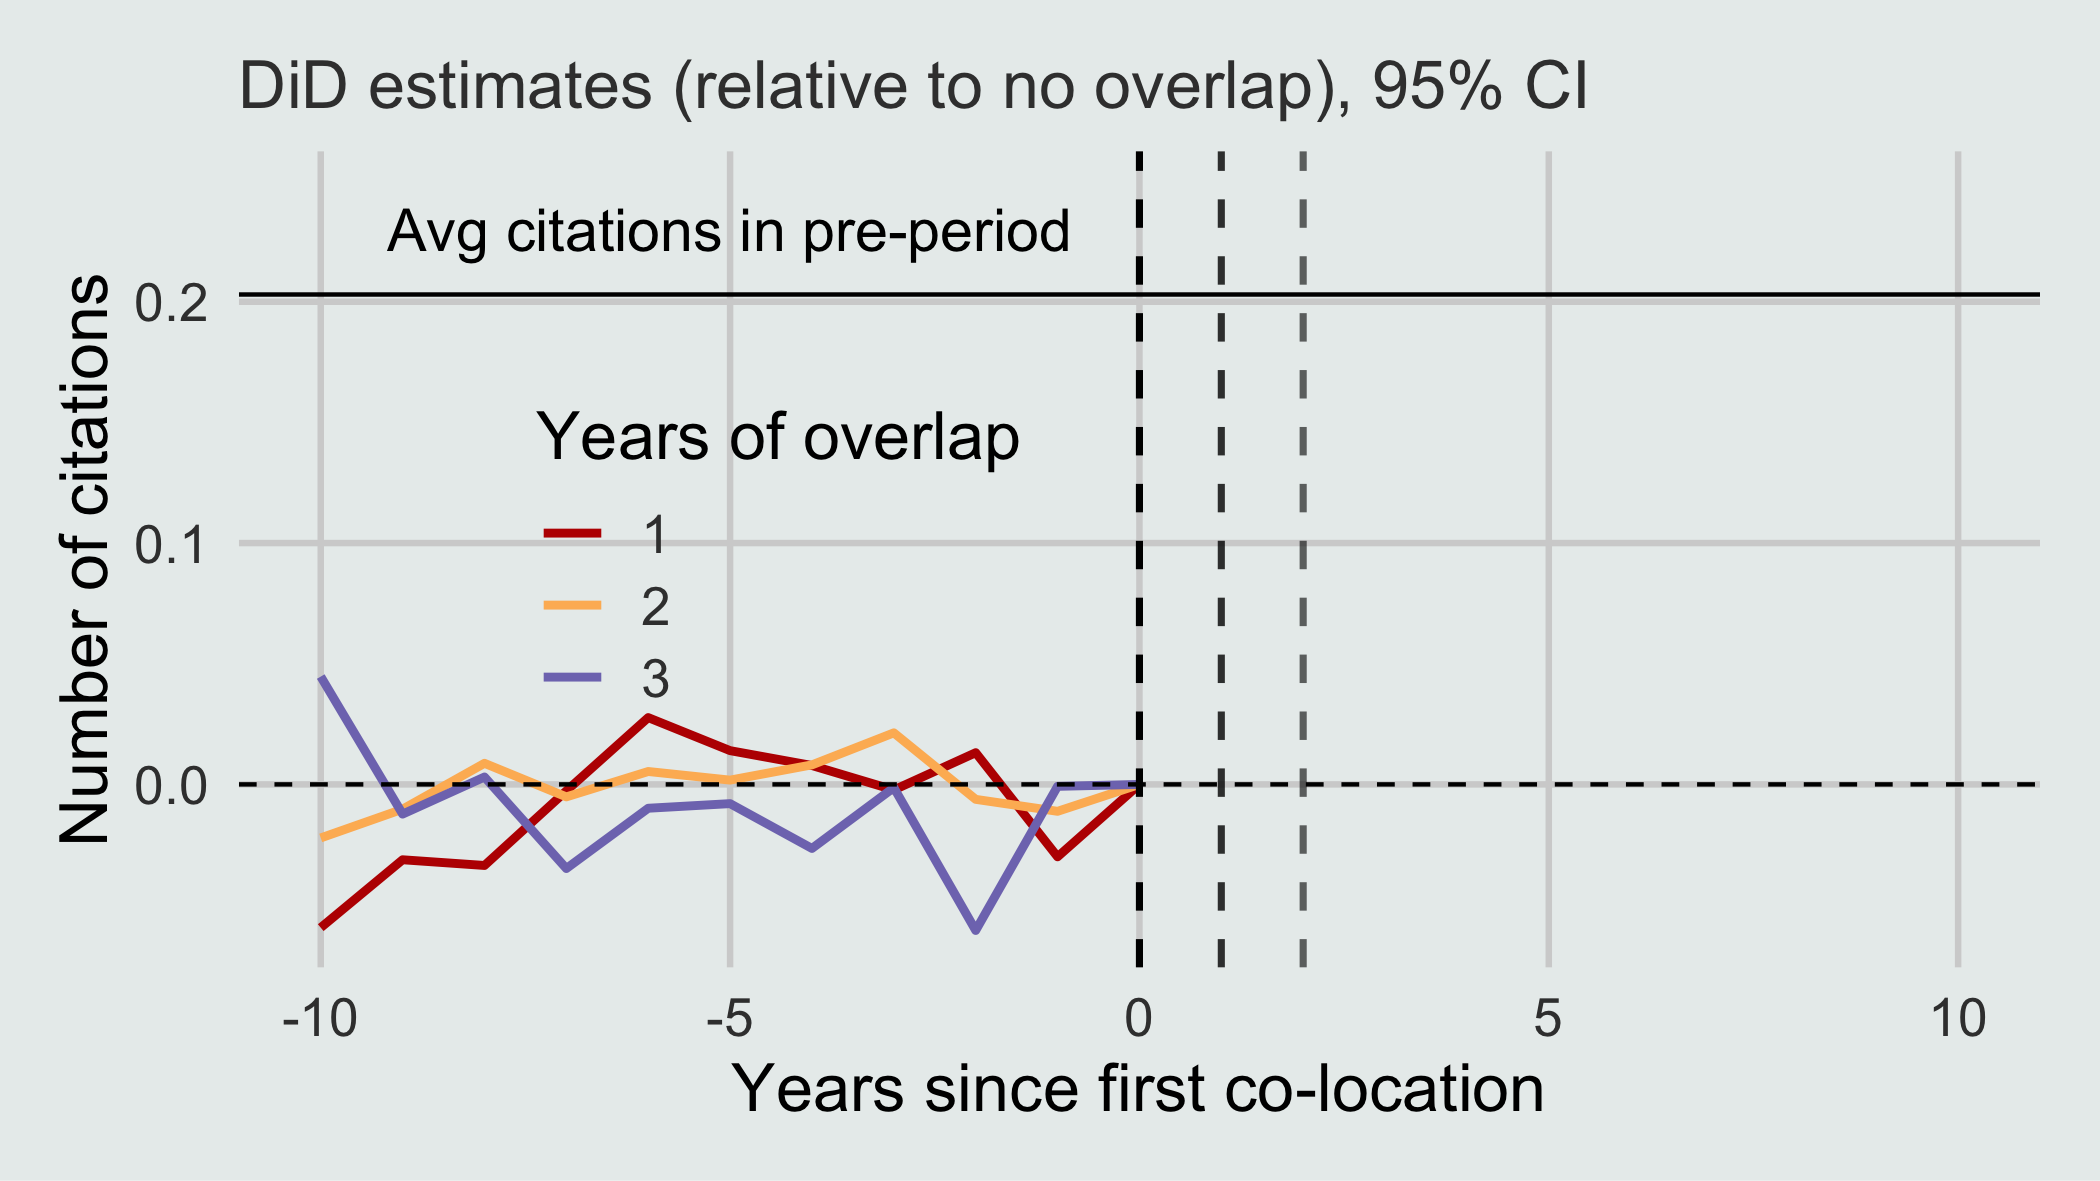 DiD estimates (relative to no overlap), 95% CI
Avg citations in pre-period
Number of citations
0.2
0.1
0.0
Years of overlap
1
2
3
-10 -5 0 5 10
Years since first co-location